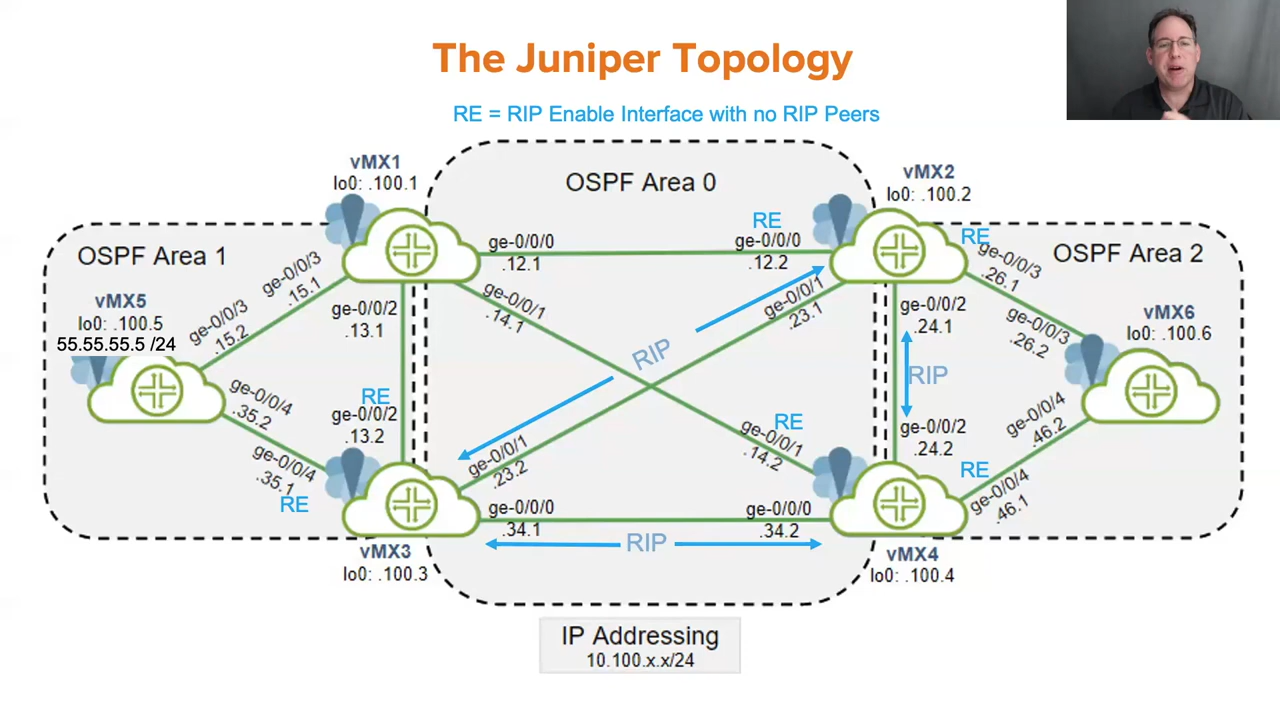 The Juniper Topology
RE = RIP Enable Interface with no RIP Peers
vMX1
lo0: .100.1
OSPF Area 0
vMX2
lo0: .100.2
OSPF Area 1
RE
ge-0/0/0
.12.1
ge-0/0/0
.12.2
RE
OSPF Area 2
ge-0/0/3
.15.1
ge-0/0/3
.26.1
vMX5
lo0: .100.5
55.55.55.5 /24
ge-0/0/3
.15.2
ge-0/0/2
.13.1
ge-0/0/1
.14.1
ge-0/0/1
.23.1
ge-0/0/2
.24.1
ge-0/0/3
.26.2
vMX6
lo0: .100.6
RIP
RIP
ge-0/0/4
.35.2
RE
ge-0/0/2
.13.2
RE
ge-0/0/1
.14.2
ge-0/0/2
.24.2
ge-0/0/4
.46.2
ge-0/0/4
.35.1
RE
ge-0/0/1
.23.2
RE
ge-0/0/4
.46.1
ge-0/0/0
.34.1
ge-0/0/0
.34.2
RIP
vMX3
lo0: .100.3
vMX4
lo0: .100.4
IP Addressing
10.100.x.x/24